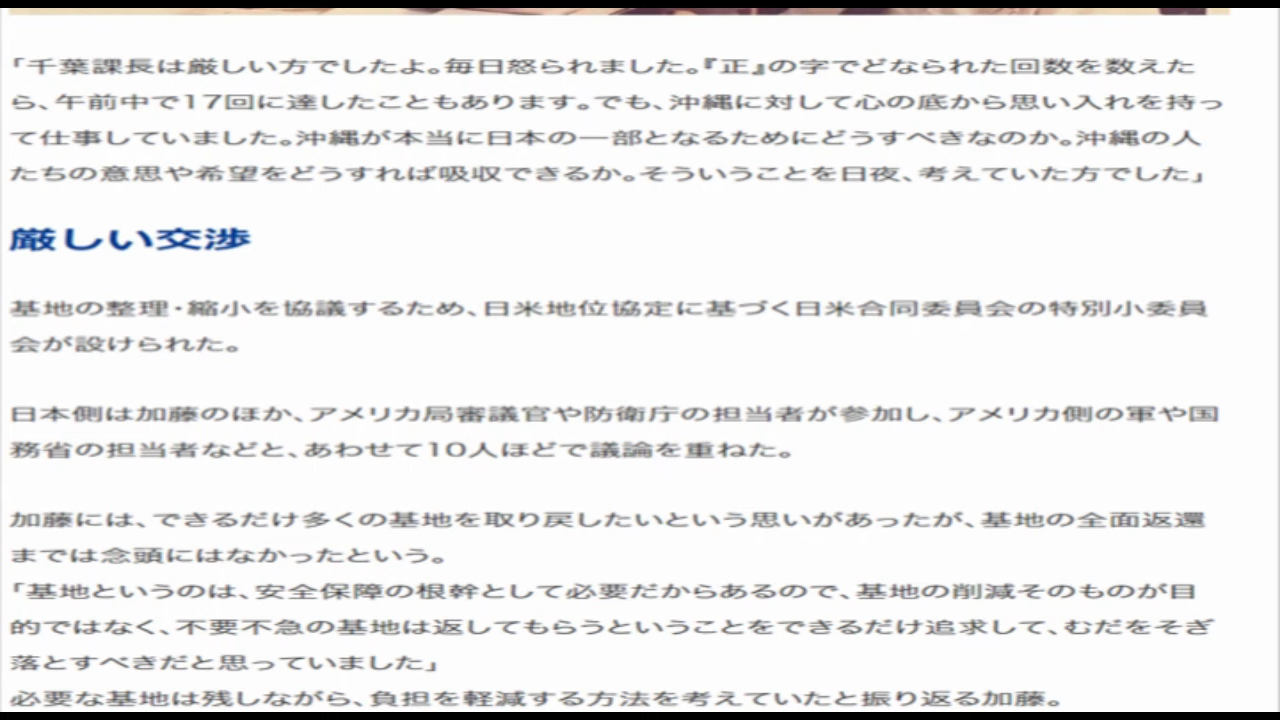 「千葉課長は厳しい方でしたよ。毎日怒られました。『正』の字でどなられた回数を数えた
ら、午前中で17回に達したこともあります。でも、沖縄に対して心の底から思い入れを持っ
て仕事していました。沖縄が本当に日本の一部となるためにどうすべきなのか。沖縄の人
たちの意思や希望をどうすれば吸収できるか。そういうことを日夜、考えていた方でした」
厳しい交渉
基地の整理・縮小を協議するため、日米地位協定に基づく日米合同委員会の特別小委員
会が設けられた。
日本側は加藤のほか、アメリカ局審議官や防衛庁の担当者が参加し、アメリカ側の軍や国
務省の担当者などと、あわせて10人ほどで議論を重ねた。
加藤には、できるだけ多くの基地を取り戻したいという思いがあったが、基地の全面返還
までは念頭にはなかったという。
「基地というのは、安全保障の根幹として必要だからあるので、基地の削減そのものが目
的ではなく、不要不急の基地は返してもらうということをできるだけ追求して、むだをそぎ
落とすべきだと思っていました」
必要な基地は残しながら、負担を軽減する方法を考えていたと振り返る加藤。